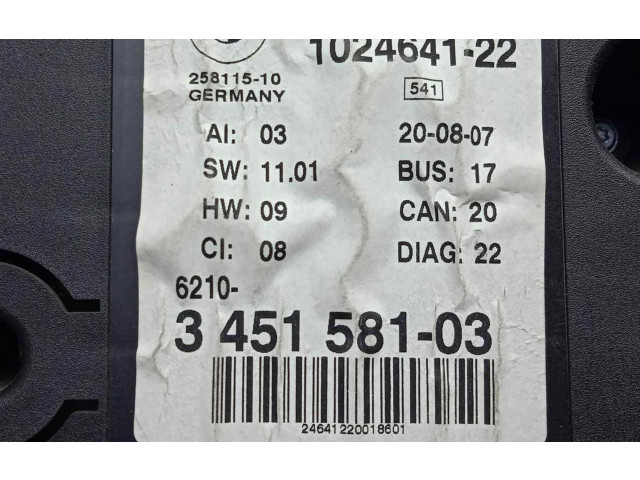 1024641-22
258115-10
GERMANY
541
AI: 03 20-08-07
SW: 11.01 BUS: 17
HW: 09 CAN: 20
CI: 08 DIAG: 22
6210-
3 451 581-03
24641220018601